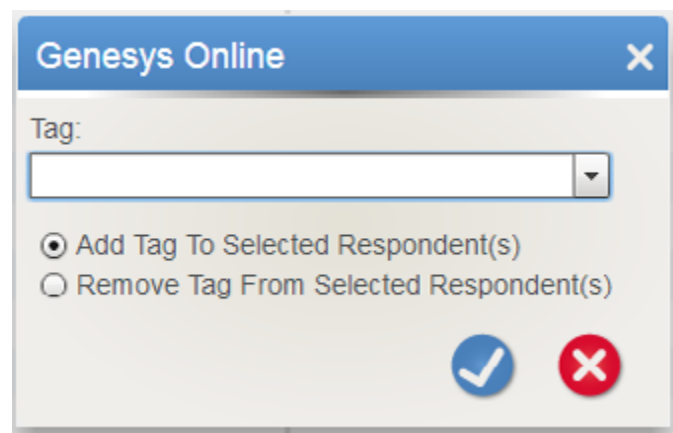 Genesys Online
Tag:
Add Tag To Selected Respondent(s)
Remove Tag From Selected Respondent(s)